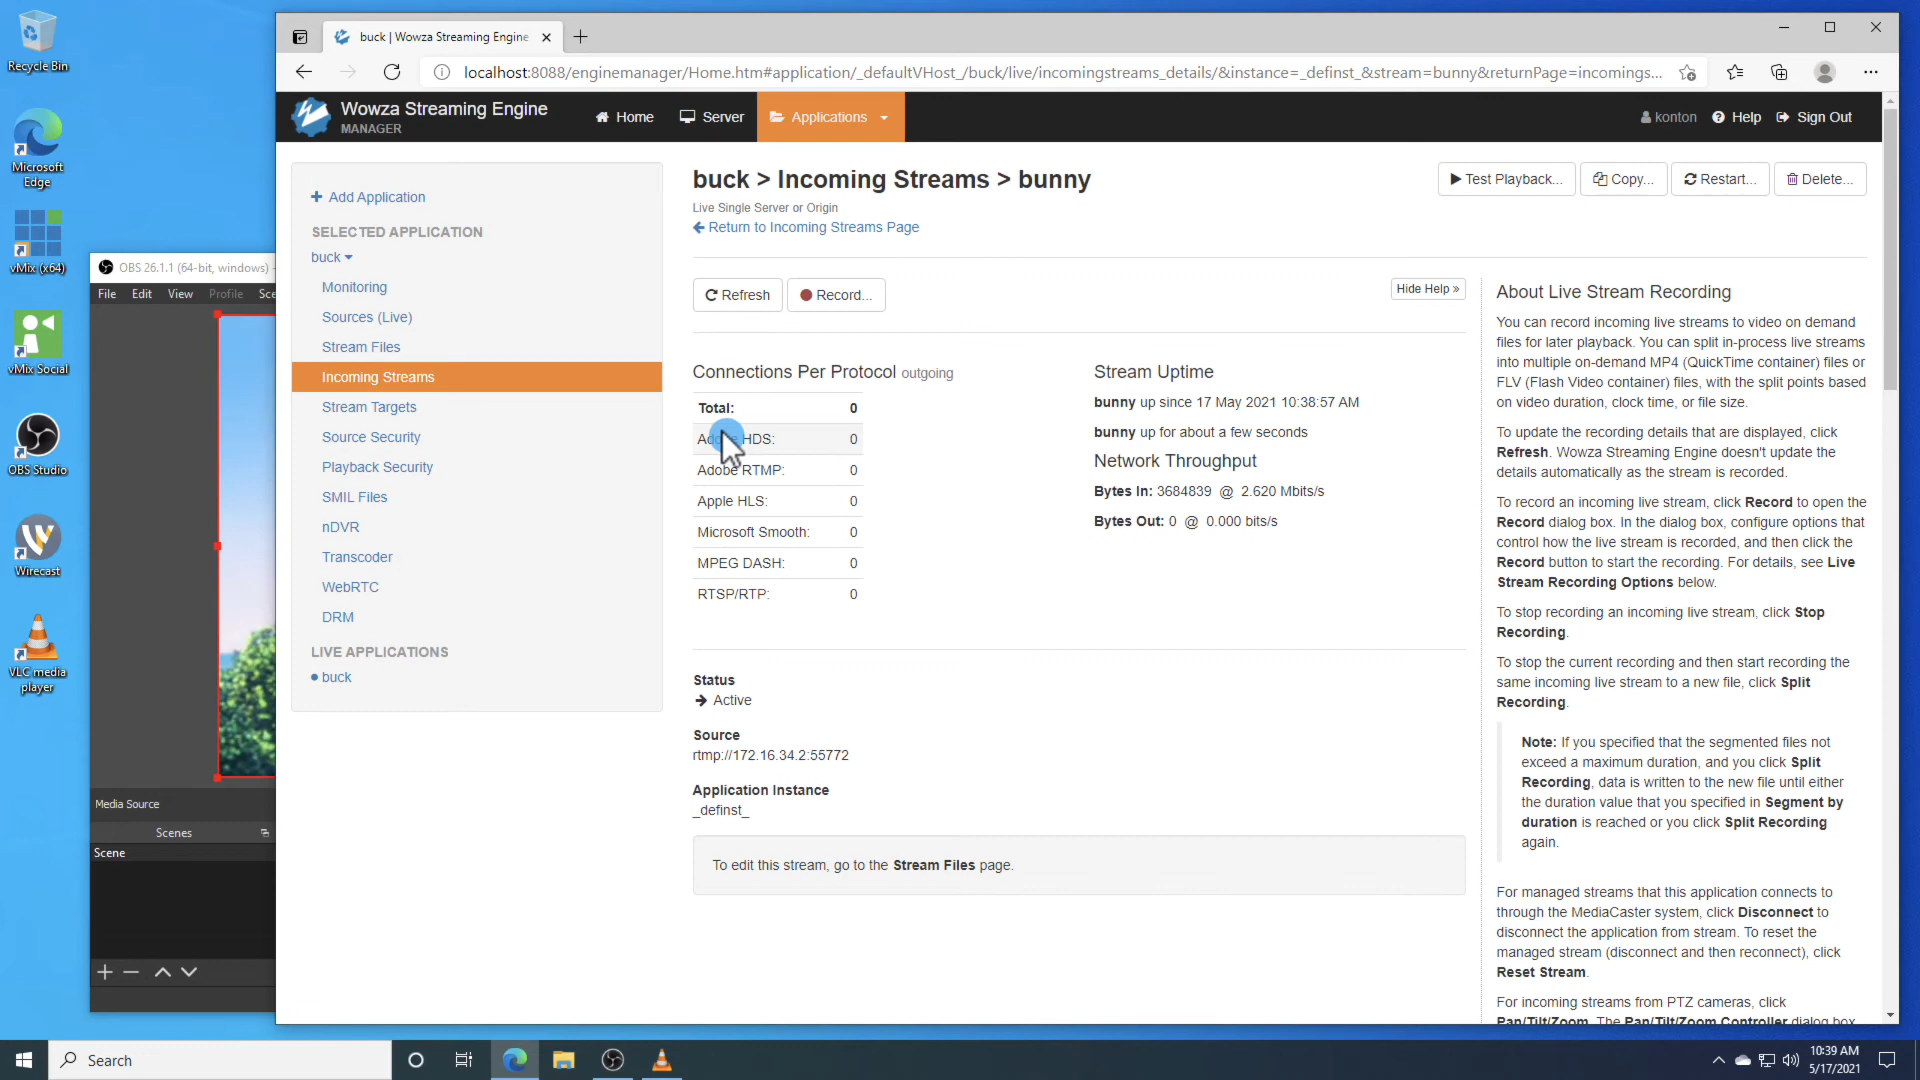 Recycle Bin
Microsoft
Edge
vMix (x64)
vMix Social
OBS Studio
Wirecast
VLC media
player
OBS 26.1.1 (64-bit, windows) -
File Edit View Profile Sce
Media Source
Scenes
Scene
buck | Wowza Streaming Engine
localhost:8088/enginemanager/Home.htm#application/_defaultVHost_/buck/live/incomingstreams_details/&instance=_definst_&stream=bunny&returnPage=incomings...
Wowza Streaming Engine
MANAGER
Home Server Applications
konton Help Sign Out
Add Application
SELECTED APPLICATION
buck
Monitoring
Sources (Live)
Stream Files
Incoming Streams
Stream Targets
Source Security
Playback Security
SMIL Files
nDVR
Transcoder
WebRTC
DRM
LIVE APPLICATIONS
buck
buck > Incoming Streams > bunny
Live Single Server or Origin
Return to Incoming Streams Page
Test Playback... Copy... Restart... Delete...
Refresh Record...
Hide Help »
Connections Per Protocol outgoing
Total: 0
Adobe HDS: 0
Adobe RTMP: 0
Apple HLS: 0
Microsoft Smooth: 0
MPEG DASH: 0
RTSP/RTP: 0
Stream Uptime
bunny up since 17 May 2021 10:38:57 AM
bunny up for about a few seconds
Network Throughput
Bytes In: 3684839 @ 2.620 Mbits/s
Bytes Out: 0 @ 0.000 bits/s
Status
Active
Source
rtmp://172.16.34.2:55772
Application Instance
_definst_
To edit this stream, go to the Stream Files page.
About Live Stream Recording
You can record incoming live streams to video on demand
files for later playback. You can split in-process live streams
into multiple on-demand MP4 (QuickTime container) files or
FLV (Flash Video container) files, with the split points based
on video duration, clock time, or file size.
To update the recording details that are displayed, click
Refresh. Wowza Streaming Engine doesn't update the
details automatically as the stream is recorded.
To record an incoming live stream, click Record to open the
Record dialog box. In the dialog box, configure options that
control how the live stream is recorded, and then click the
Record button to start the recording. For details, see Live
Stream Recording Options below.
To stop recording an incoming live stream, click Stop
Recording.
To stop the current recording and then start recording the
same incoming live stream to a new file, click Split
Recording.
Note: If you specified that the segmented files not
exceed a maximum duration, and you click Split
Recording, data is written to the new file until either
the duration value that you specified in Segment by
duration is reached or you click Split Recording
again.
For managed streams that this application connects to
through the MediaCaster system, click Disconnect to
disconnect the application from stream. To reset the
managed stream (disconnect and then reconnect), click
Reset Stream.
For incoming streams from PTZ cameras, click
Pan/Tilt/Zoom. The Pan/Tilt/Zoom Controller dialog box
Search
10:39 AM
5/17/2021